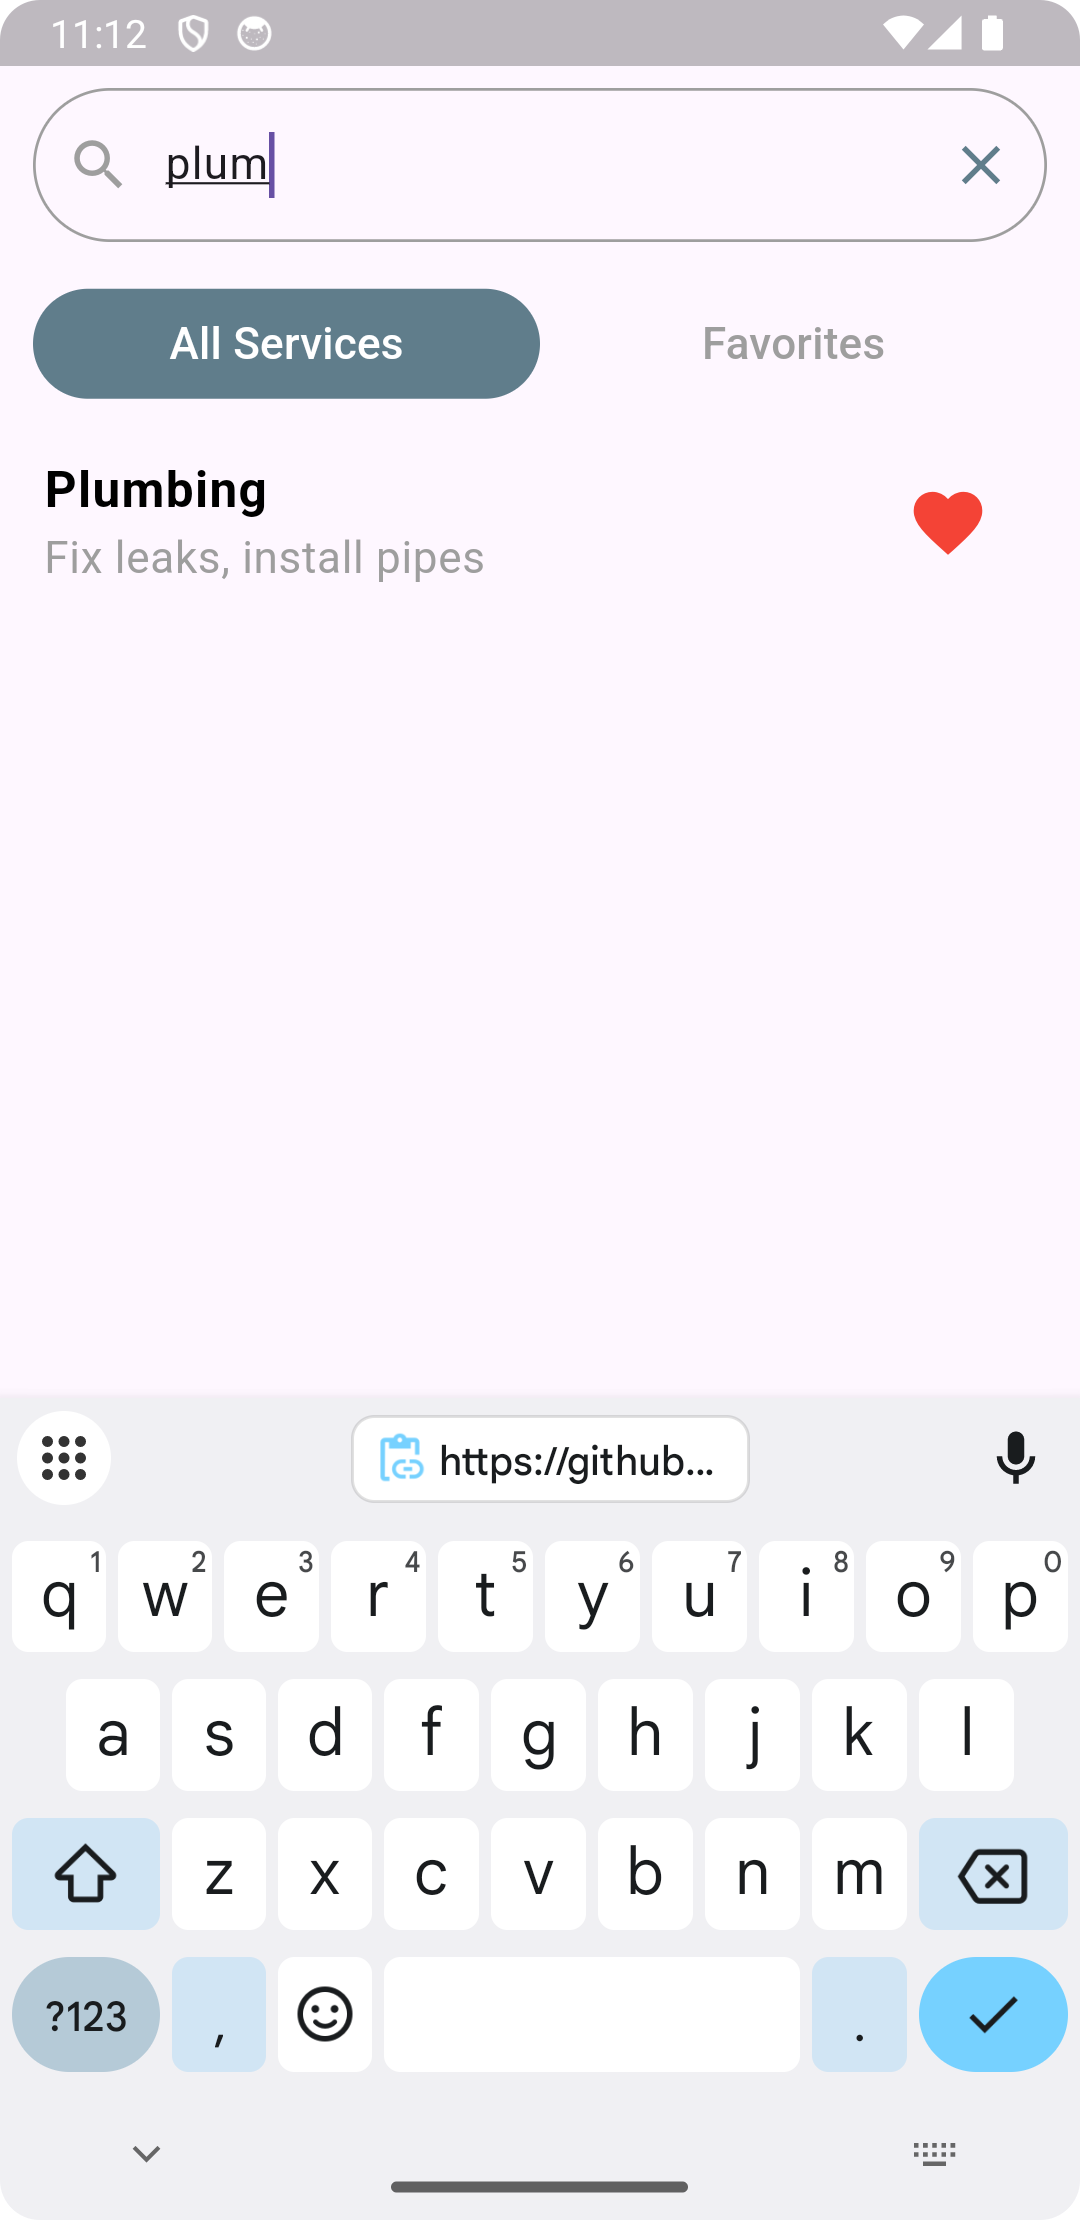 11:12
plum
All Services Favorites
Plumbing
Fix leaks, install pipes
https://github...
q 1 w 2 e 3 r 4 t 5 y 6 u 7 i 8 o 9 p 0
a s d f g h j k l
z x c v b n m
?123 , .